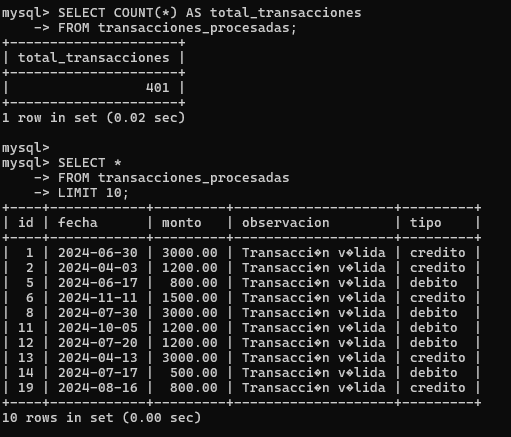 mysql> SELECT COUNT(*) AS total_transacciones
    -> FROM transacciones_procesadas;
+---------------------+
| total_transacciones |
+---------------------+
|                 401 |
+---------------------+
1 row in set (0.02 sec)
mysql>
mysql> SELECT *
    -> FROM transacciones_procesadas
    -> LIMIT 10;
+----+------------+---------+--------------------+---------+
| id | fecha      | monto   | observacion        | tipo    |
+----+------------+---------+--------------------+---------+
|  1 | 2024-06-30 | 3000.00 | Transacci�n v�lida | credito |
|  2 | 2024-04-03 | 1200.00 | Transacci�n v�lida | credito |
|  5 | 2024-06-17 |  800.00 | Transacci�n v�lida | debito  |
|  6 | 2024-11-11 | 1500.00 | Transacci�n v�lida | credito |
|  8 | 2024-07-30 | 3000.00 | Transacci�n v�lida | debito  |
| 11 | 2024-10-05 | 1200.00 | Transacci�n v�lida | debito  |
| 12 | 2024-07-20 | 1200.00 | Transacci�n v�lida | debito  |
| 13 | 2024-04-13 | 3000.00 | Transacci�n v�lida | credito |
| 14 | 2024-07-17 |  500.00 | Transacci�n v�lida | debito  |
| 19 | 2024-08-16 |  800.00 | Transacci�n v�lida | credito |
+----+------------+---------+--------------------+---------+
10 rows in set (0.00 sec)